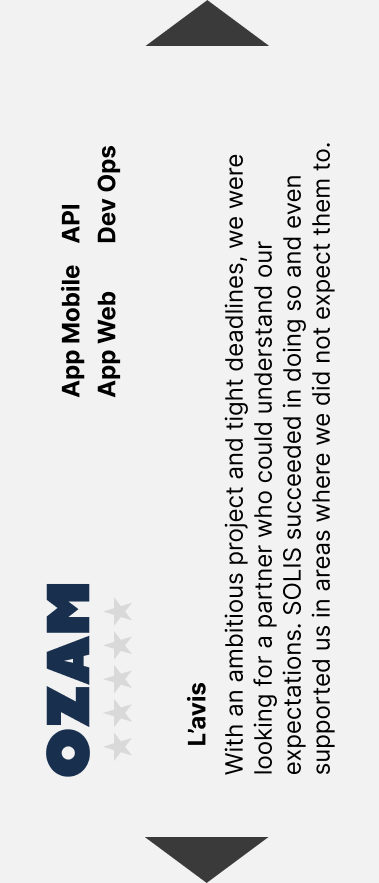 OZAM
App Mobile API
App Web Dev Ops
L'avis
With an ambitious project and tight deadlines, we were
looking for a partner who could understand our
expectations. SOLIS succeeded in doing so and even
supported us in areas where we did not expect them to.